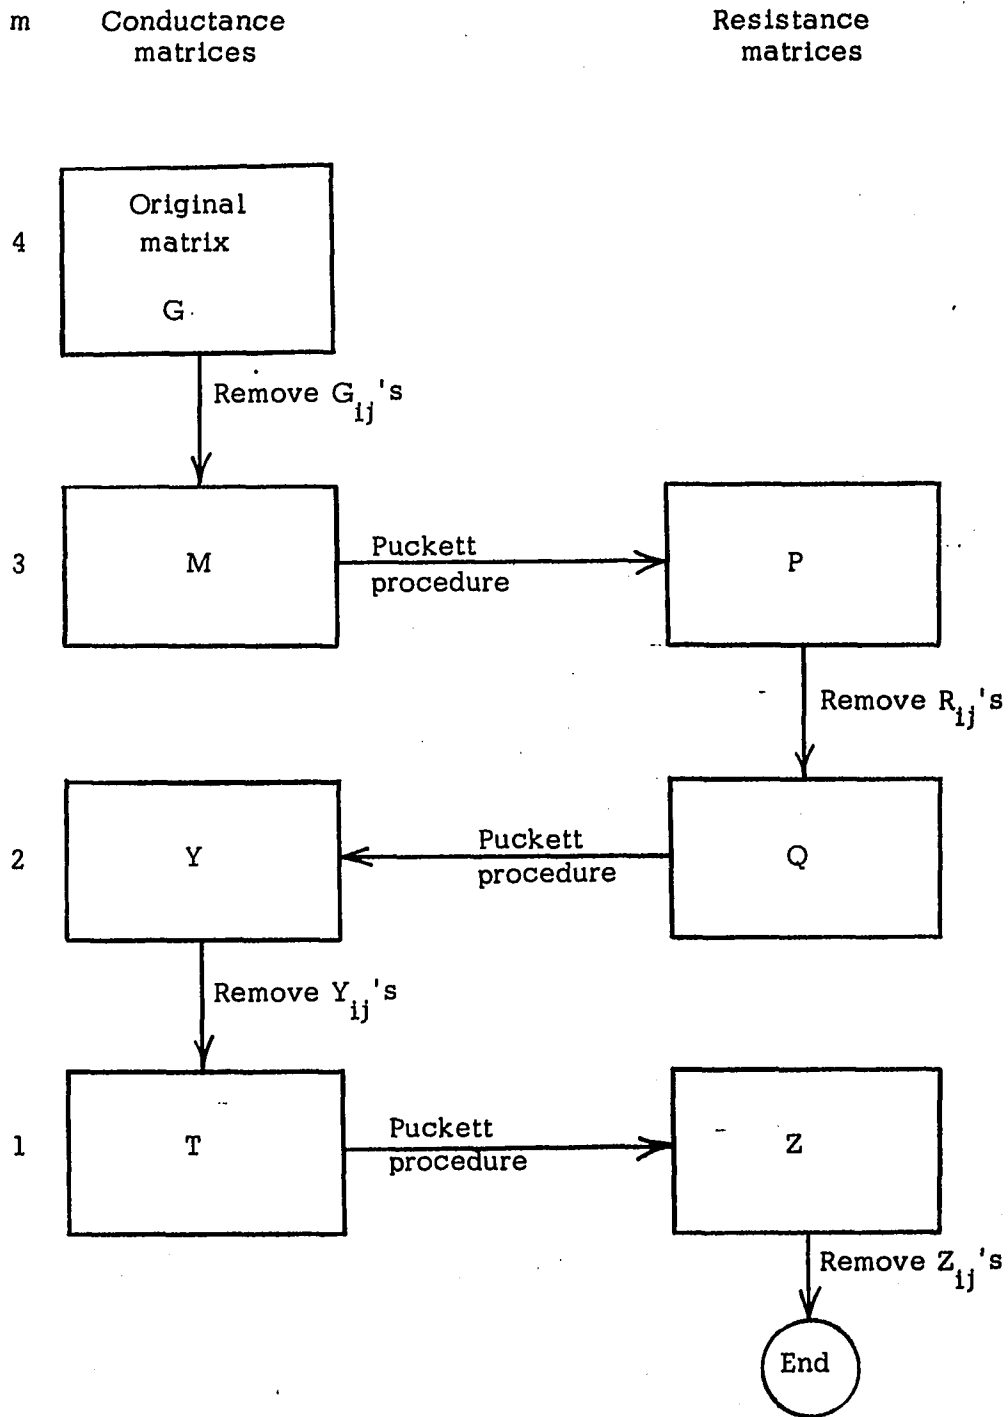 m Conductance matrices Resistance matrices
4
Original
matrix
G
Remove G_ij's
3
M
Puckett
procedure
P
Remove R_ij's
2
Y
Puckett
procedure
Q
Remove Y_ij's
1
T
Puckett
procedure
Z
Remove Z_ij's
End